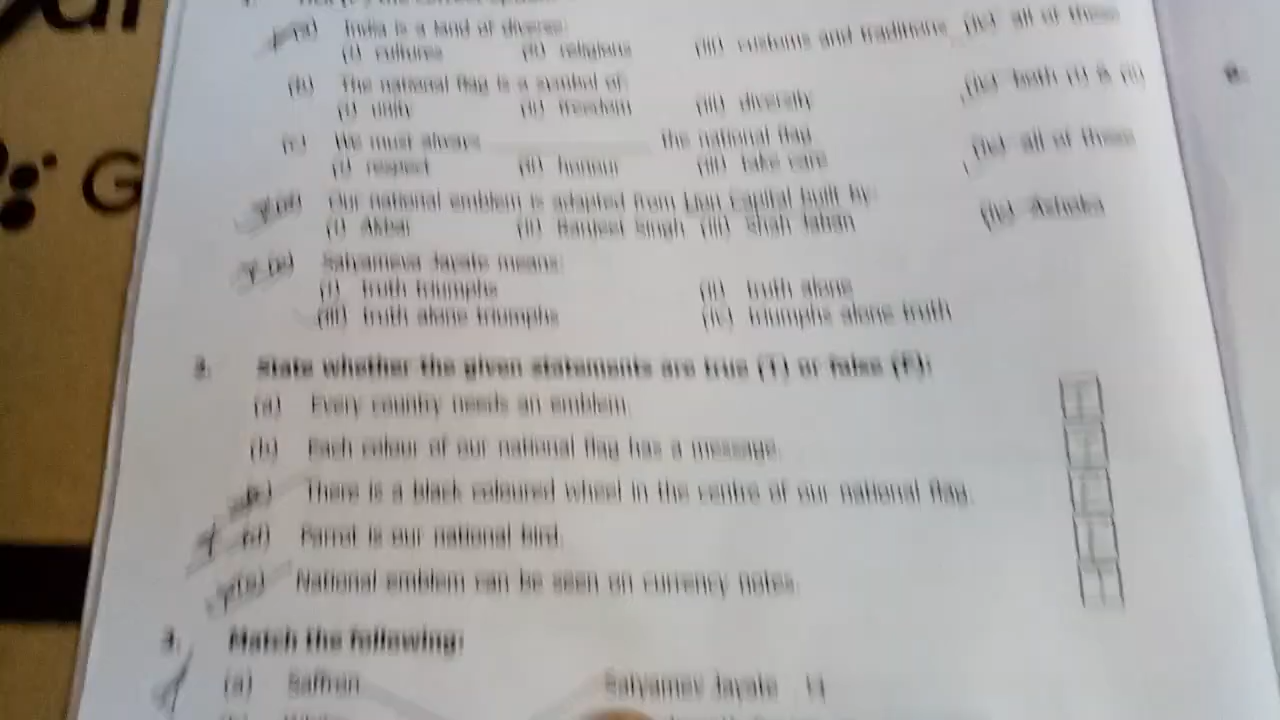 (a) India is a land of diverse:
(i) cultures (ii) religions (iii) customs and traditions (iv) all of these
(b) The national flag is a symbol of:
(i) unity (ii) freedom (iii) diversity (iv) both (i) & (ii)
(c) We must always __________ the national flag
(i) respect (ii) honour (iii) take care (iv) all of these
(d) Our national emblem is adapted from Lion Capital built by:
(i) Akbar (ii) Ranjeet Singh (iii) Shah Jahan (iv) Ashoka
(e) Satyameva Jayate means:
(i) truth triumphs (ii) truth alone
(iii) truth alone triumphs (iv) triumphs alone truth
2. State whether the given statements are true (T) or false (F):
(a) Every country needs an emblem.
(b) Each colour of our national flag has a message.
(c) There is a black coloured wheel in the centre of our national flag.
(d) Parrot is our national bird.
(e) National emblem can be seen on currency notes.
3. Match the following:
(a) Saffron Satyamev Jayate